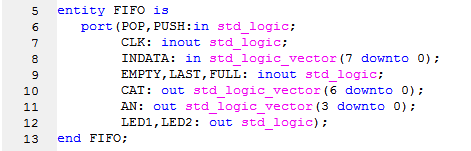 5 entity FIFO is
6 port(POP,PUSH:in std_logic;
7 CLK: inout std_logic;
8 INDATA: in std_logic_vector(7 downto 0);
9 EMPTY,LAST,FULL: inout std_logic;
10 CAT: out std_logic_vector(6 downto 0);
11 AN: out std_logic_vector(3 downto 0);
12 LED1,LED2: out std_logic);
13 end FIFO;